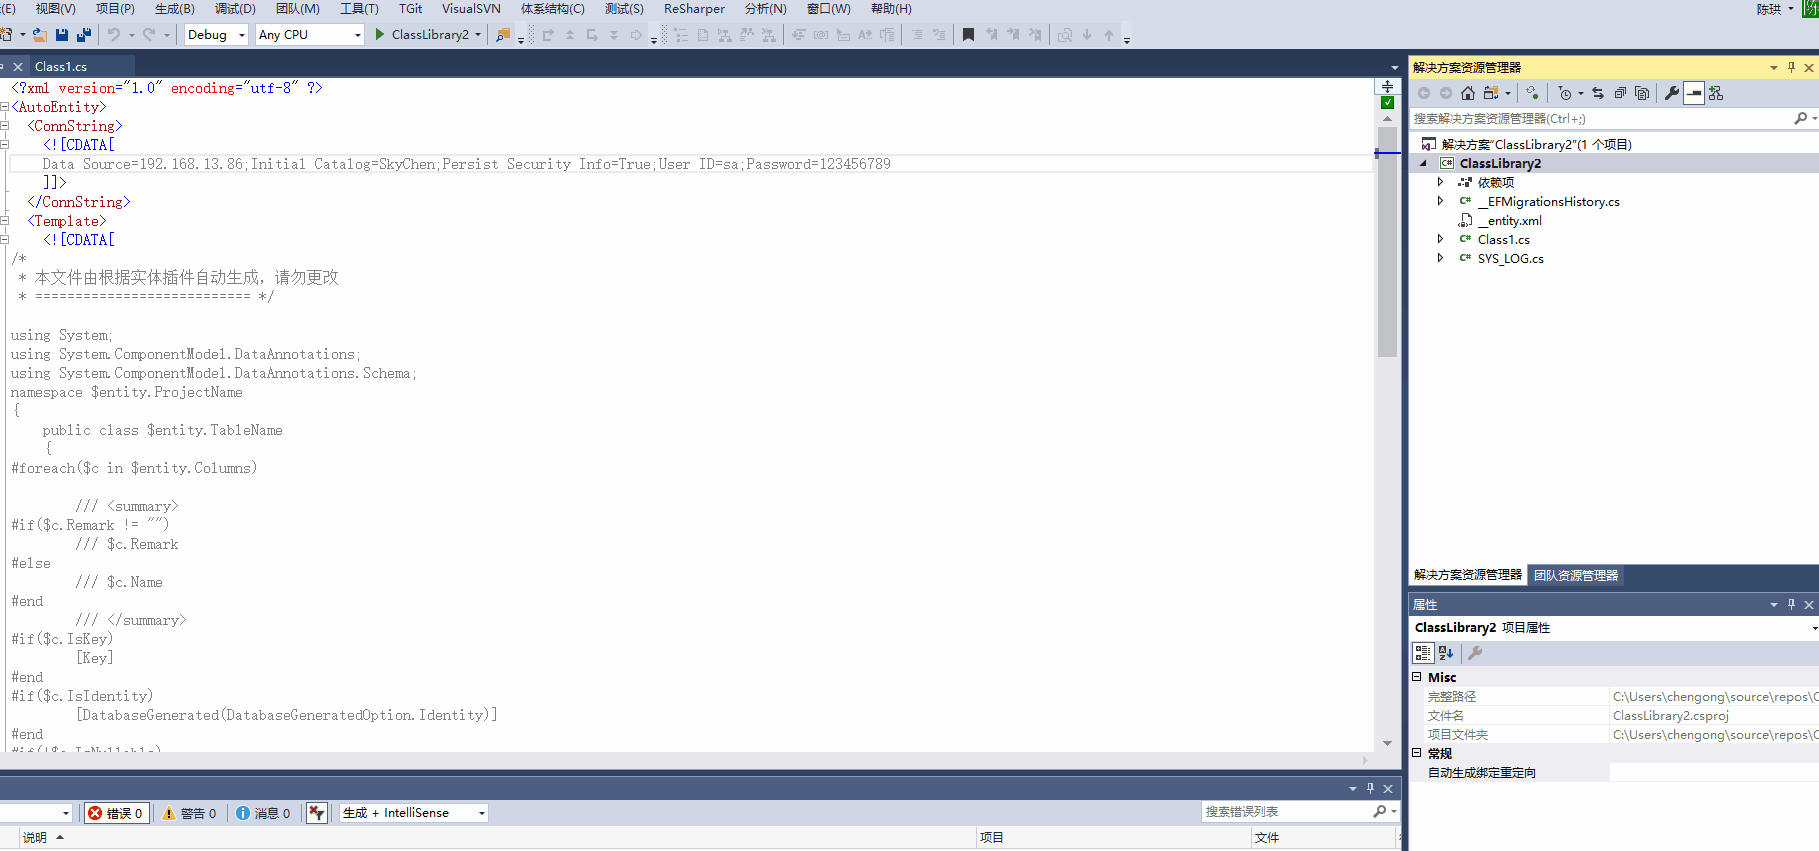 (E) 视图(V) 项目(P) 生成(B) 调试(D) 团队(M) 工具(T) TGit VisualSVN 体系结构(C) 测试(S) ReSharper 分析(N) 窗口(W) 帮助(H) 陈珙
Debug Any CPU ClassLibrary2
Class1.cs
<?xml version="1.0" encoding="utf-8" ?>
<AutoEntity>
<ConnString>
<![CDATA[
Data Source=192.168.13.86;Initial Catalog=SkyChen;Persist Security Info=True;User ID=sa;Password=123456789
]]>
</ConnString>
<Template>
<![CDATA[
/*
* 本文件由根据实体插件自动生成，请勿更改
* =========================== */
using System;
using System.ComponentModel.DataAnnotations;
using System.ComponentModel.DataAnnotations.Schema;
namespace $entity.ProjectName
{
public class $entity.TableName
{
#foreach($c in $entity.Columns)
/// <summary>
#if($c.Remark != "")
/// $c.Remark
#else
/// $c.Name
#end
/// </summary>
#if($c.IsKey)
[Key]
#end
#if($c.IsIdentity)
[DatabaseGenerated(DatabaseGeneratedOption.Identity)]
#end
#if(!$c.IsNullable)
错误 0 警告 0 消息 0 生成 + IntelliSense 搜索错误列表
说明 项目 文件
解决方案资源管理器
搜索解决方案资源管理器(Ctrl+;)
解决方案"ClassLibrary2"(1 个项目)
C# ClassLibrary2
依赖项
C# __EFMigrationsHistory.cs
__entity.xml
C# Class1.cs
C# SYS_LOG.cs
解决方案资源管理器 团队资源管理器
属性
ClassLibrary2 项目属性
Misc
完整路径 C:\Users\chengong\source\repos\C
文件名 ClassLibrary2.csproj
项目文件夹 C:\Users\chengong\source\repos\C
常规
自动生成绑定重定向